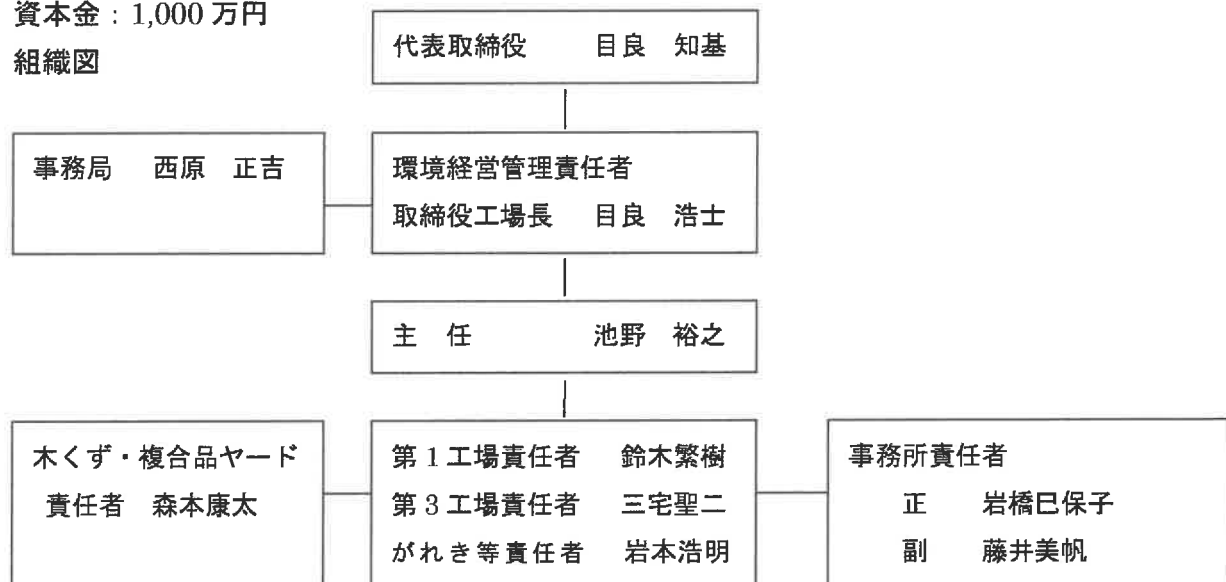 資本金：1,000 万円
組織図
代表取締役　　目良　知基
事務局　西原　正吉
環境経営管理責任者
取締役工場長　目良　浩士
主　任　　　　池野　裕之
木くず・複合品ヤード
責任者　森本康太
第 1 工場責任者　鈴木繁樹
第 3 工場責任者　三宅聖二
がれき等責任者　岩本浩明
事務所責任者
正　　岩橋巳保子
副　　藤井美帆